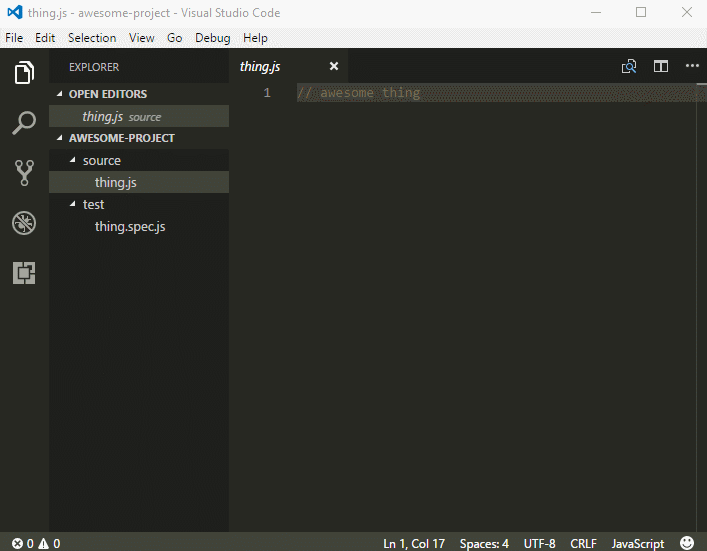 thing.js - awesome-project - Visual Studio Code
File Edit Selection View Go Debug Help
EXPLORER
OPEN EDITORS
thing.js source
AWESOME-PROJECT
source
thing.js
test
thing.spec.js
thing.js
1 // awesome thing
0 0 Ln 1, Col 17 Spaces: 4 UTF-8 CRLF JavaScript